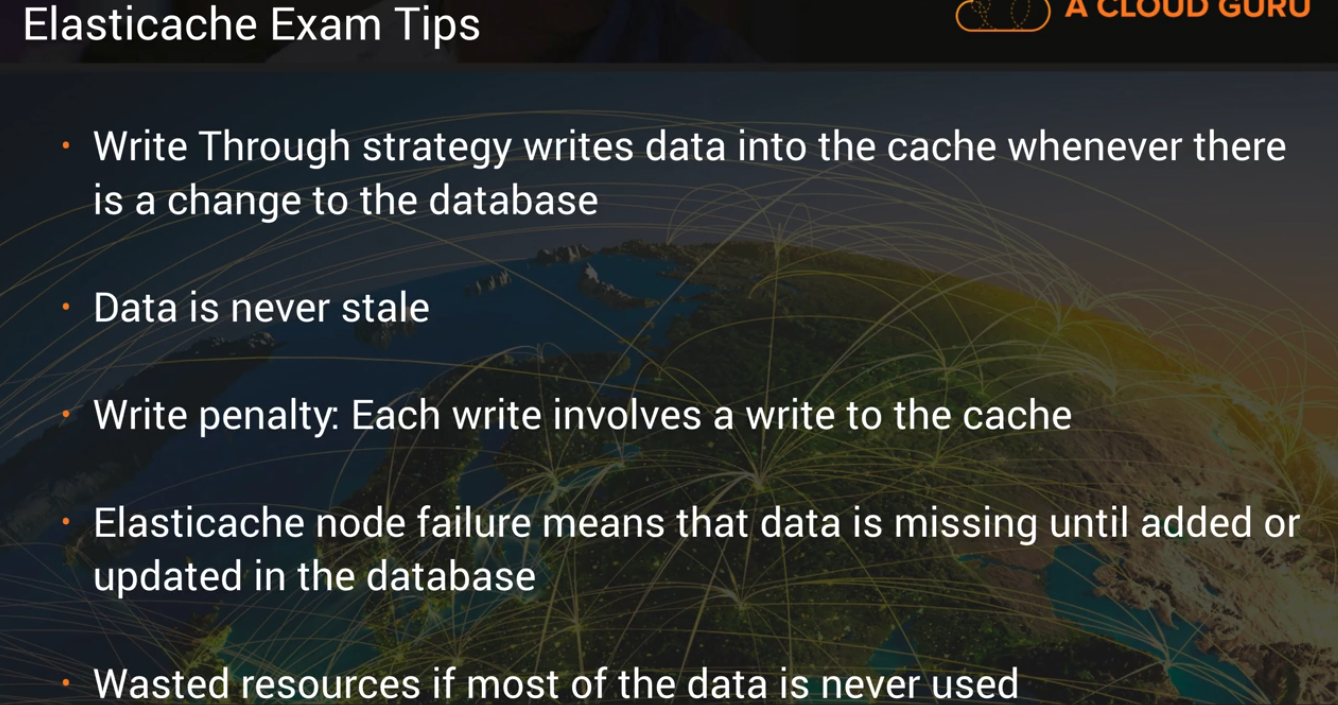 Elasticache Exam Tips
A CLOUD GURU
• Write Through strategy writes data into the cache whenever there
is a change to the database
• Data is never stale
• Write penalty: Each write involves a write to the cache
• Elasticache node failure means that data is missing until added or
updated in the database
• Wasted resources if most of the data is never used